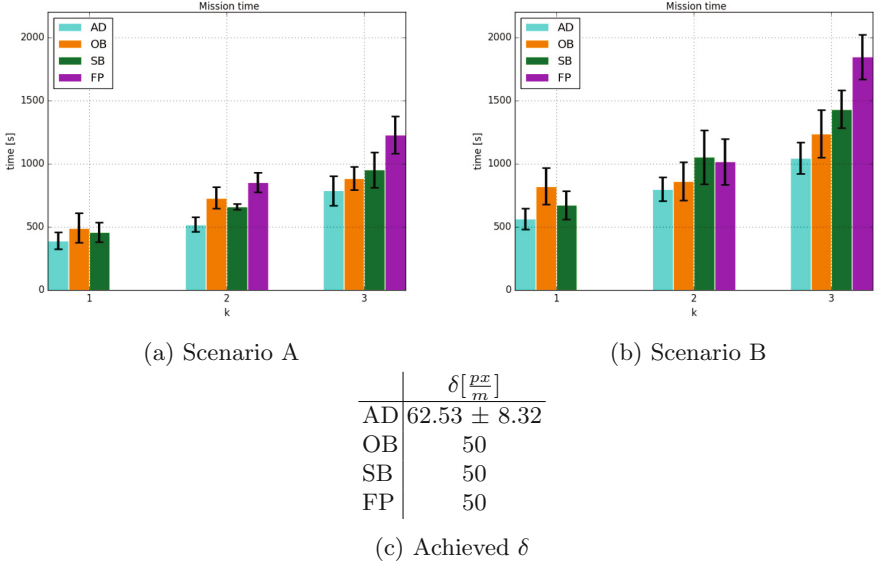 Mission time
AD
OB
SB
FP
2000
1500
1000
500
0
time [s]
1 2 3
k
(a) Scenario A
Mission time
AD
OB
SB
FP
2000
1500
1000
500
0
time [s]
1 2 3
k
(b) Scenario B
δ[px/m]
AD 62.53 ± 8.32
OB 50
SB 50
FP 50
(c) Achieved δ